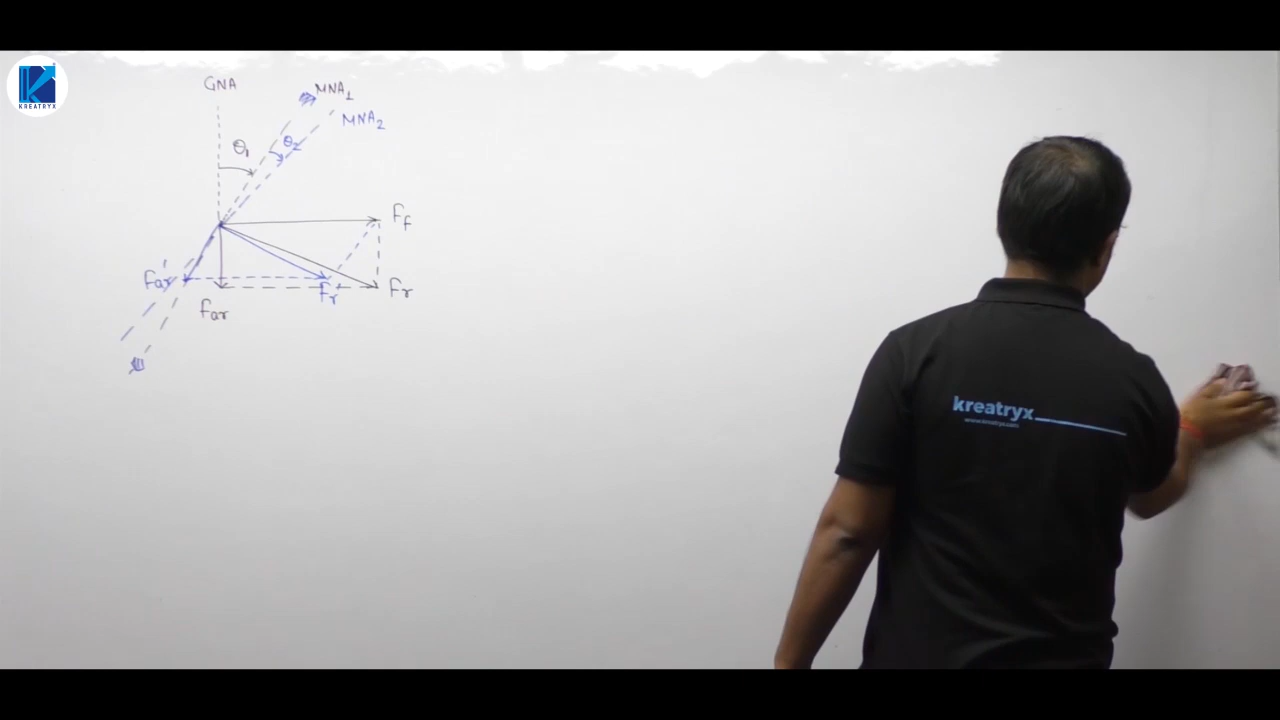 KREATRYX
GNA
MNA1
MNA2
θ1
θ2
Ff
Far'
Fr'
Fr
Far
kreatryx
www.kreatryx.com